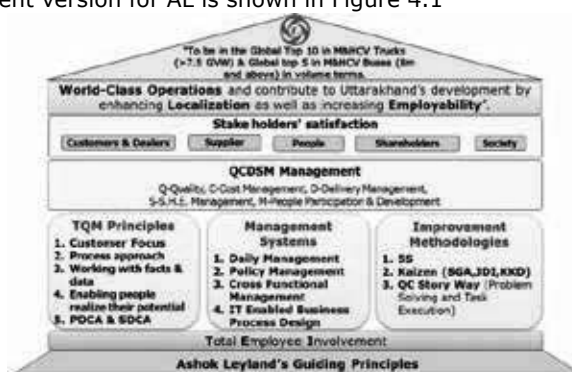 ent version for AL is shown in Figure 4.1
"To be in the Global Top 10 in M&HCV Trucks
(>7.5 GVW) & Global top 5 in M&HCV Buses (8m
and above) in volume terms.
World-Class Operations and contribute to Uttarakhand's development by
enhancing Localization as well as increasing Employability".
Stake holders' satisfaction
Customers & Dealers Supplier People Shareholders Society
QCDSM Management
Q-Quality, C-Cost Management, D-Delivery Management,
S-S.H.E. Management, M-People Participation & Development
TQM Principles
1. Customer Focus
2. Process approach
3. Working with facts &
data
4. Enabling people
realize their potential
5. PDCA & SDCA
Management
Systems
1. Daily Management
2. Policy Management
3. Cross Functional
Management
4. IT Enabled Business
Process Design
Improvement
Methodologies
1. 5S
2. Kaizen (SGA,JDI,KKD)
3. QC Story Way (Problem
Solving and Task
Execution)
Total Employee Involvement
Ashok Leyland's Guiding Principles